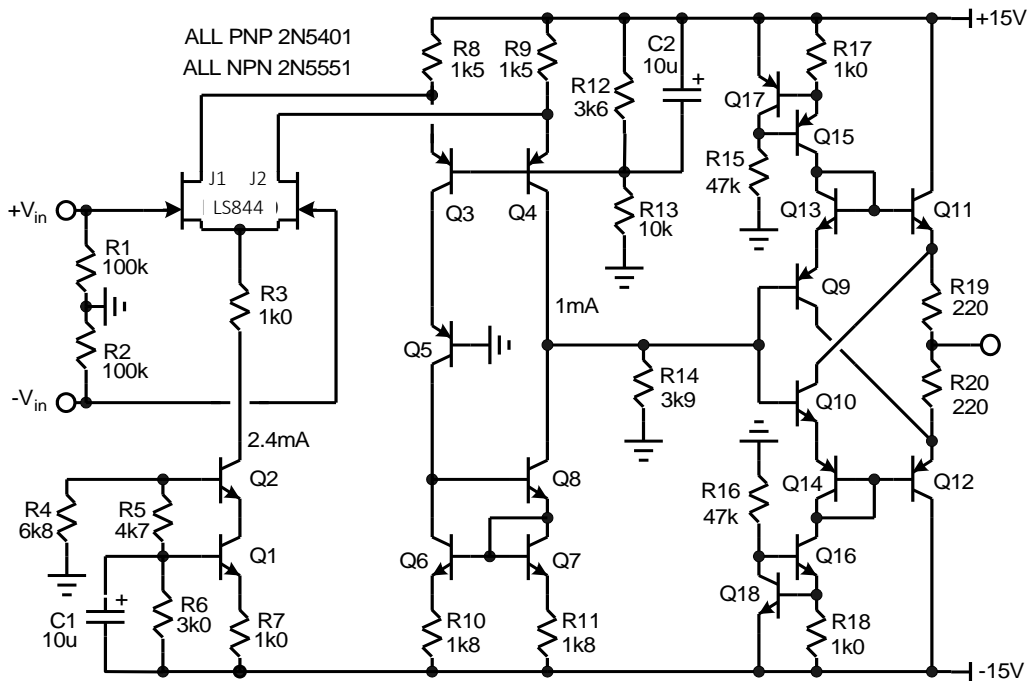 ALL PNP 2N5401
ALL NPN 2N5551
+15V
R8
1k5
R9
1k5
C2
10u
+
R12
3k6
R17
1k0
Q17
Q15
R15
47k
J1
J2
LS844
+Vin
Q3
Q4
R13
10k
Q13
Q11
R1
100k
R3
1k0
1mA
Q9
R19
220
R2
100k
Q5
R14
3k9
Q10
R20
220
-Vin
2.4mA
Q2
Q8
R16
47k
Q14
Q12
R4
6k8
R5
4k7
Q1
Q6
Q7
Q16
Q18
C1
10u
+
R6
3k0
R7
1k0
R10
1k8
R11
1k8
R18
1k0
-15V